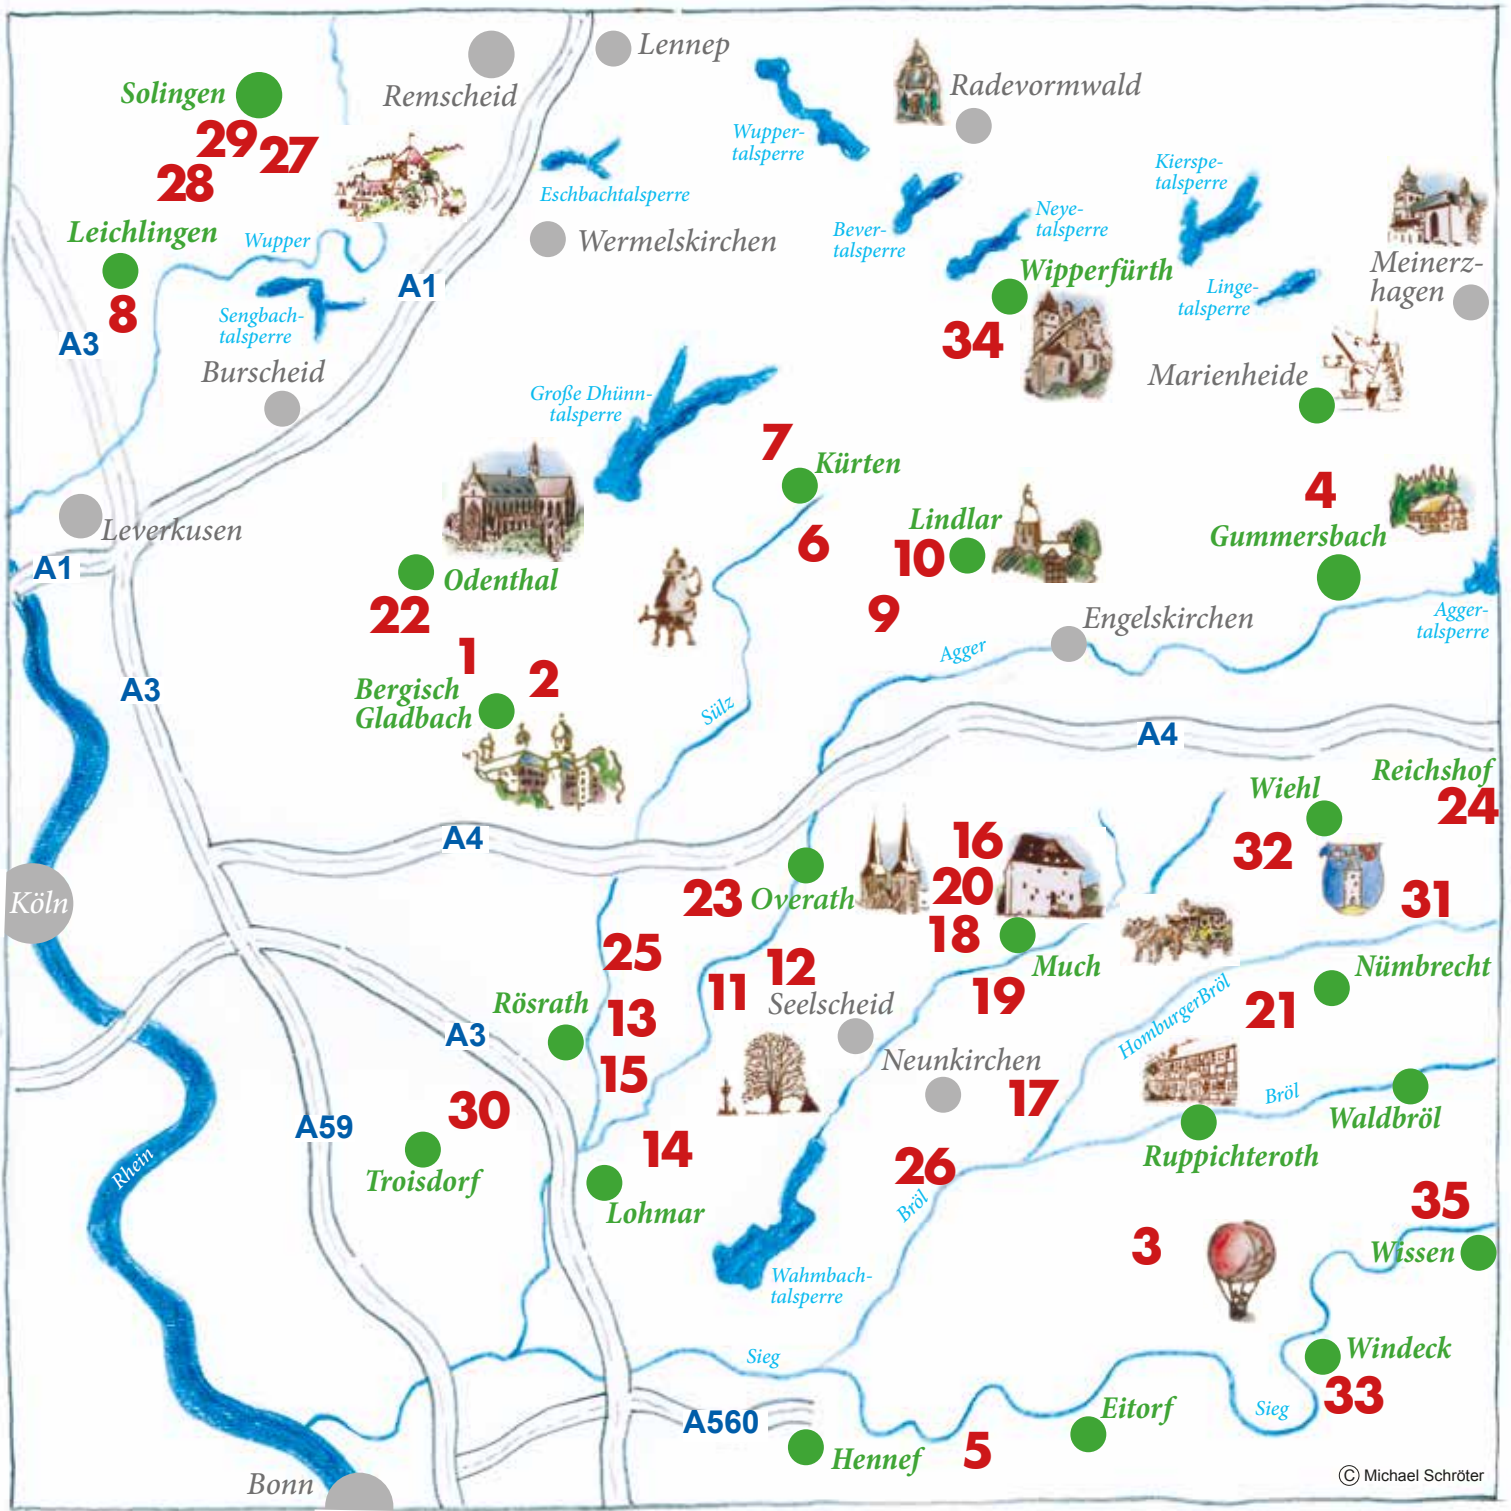 Lennep
Solingen
Remscheid
Radevormwald
29
27
28
Wupper-
talsperre
Eschbachtalsperre
Kierspe-
talsperre
Leichlingen
Wupper
Wermelskirchen
Bever-
talsperre
Neye-
talsperre
Wipperfürth
Meinerz-
hagen
Linge-
talsperre
A1
8
Sengbach-
talsperre
A3
34
Burscheid
Marienheide
Große Dhünn-
talsperre
7
Kürten
4
Gummersbach
Lindlar
10
6
Leverkusen
A1
Odenthal
22
9
Engelskirchen
Agger-
talsperre
Agger
1
2
Bergisch
Gladbach
A3
Sülz
A4
Reichshof
24
Wiehl
32
A4
16
20
18
23
Overath
31
Köln
Much
Nümbrecht
25
12
11
Seelscheid
19
21
Rösrath
13
HomburgerBröl
A3
15
Neunkirchen
17
30
A59
Bröl
Waldbröl
Ruppichteroth
14
26
Troisdorf
Rhein
Lohmar
Bröl
35
Wissen
3
Wahmbach-
talsperre
Sieg
Windeck
33
Eitorf
Sieg
A560
Hennef
5
Bonn
© Michael Schröter